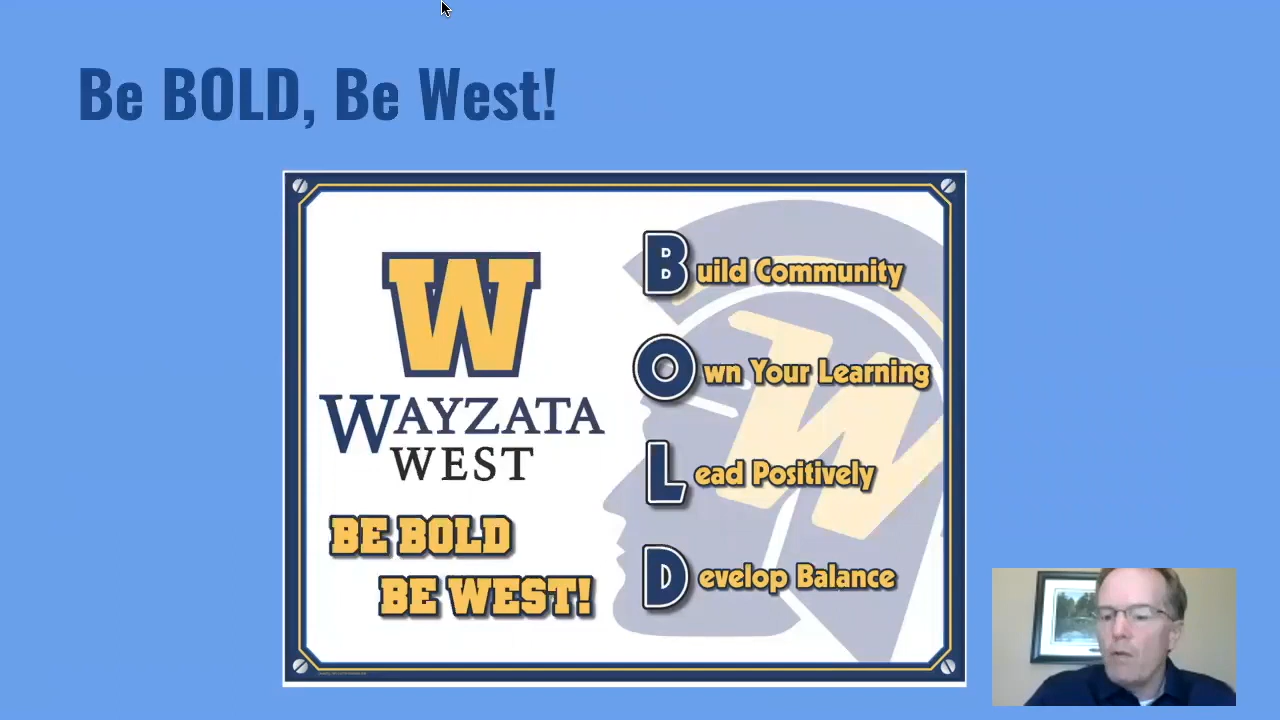 Be BOLD, Be West!
W
WAYZATA
WEST
BE BOLD
BE WEST!
Build Community
Own Your Learning
Lead Positively
Develop Balance
W